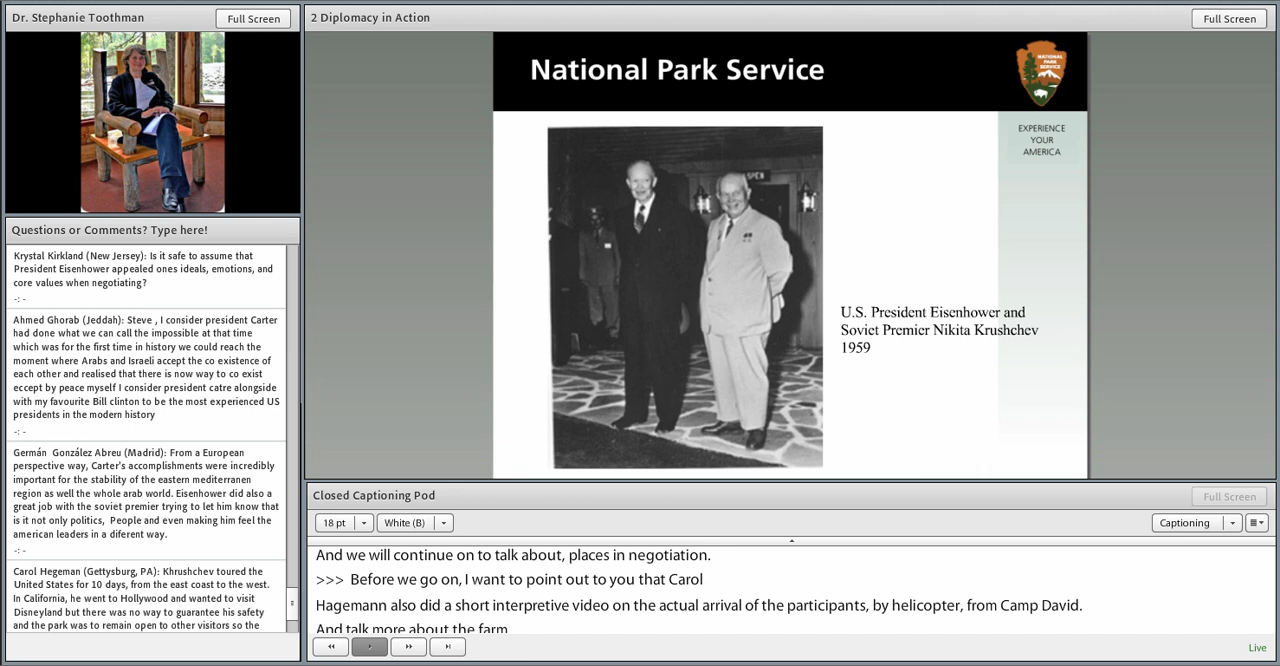 Dr. Stephanie Toothman
Full Screen
Questions or Comments? Type here!
Krystal Kirkland (New Jersey): Is it safe to assume that
President Eisenhower appealed ones ideals, emotions, and
core values when negotiating?
-: -
Ahmed Ghorab (Jeddah): Steve , I consider president Carter
had done what we can call the impossible at that time
which was for the first time in history we could reach the
moment where Arabs and Israeli accept the co existence of
each other and realised that there is now way to co exist
eccept by peace myself I consider president catre alongside
with my favourite Bill clinton to be the most experienced US
presidents in the modern history
-: -
Germán  González Abreu (Madrid): From a European
perspective way, Carter's accomplishments were incredibly
important for the stability of the eastern mediterranen
region as well the whole arab world. Eisenhower did also a
great job with the soviet premier trying to let him know that
is it not only politics,  People and even making him feel the
american leaders in a diferent way.
-: -
Carol Hegeman (Gettysburg, PA): Khrushchev toured the
United States for 10 days, from the east coast to the west.
In California, he went to Hollywood and wanted to visit
Disneyland but there was no way to guarantee his safety
and the park was to remain open to other visitors so the
2 Diplomacy in Action
Full Screen
National Park Service
NATIONAL
PARK
SERVICE
EXPERIENCE
YOUR
AMERICA
OPEN
U.S. President Eisenhower and
Soviet Premier Nikita Krushchev
1959
Closed Captioning Pod
Full Screen
18 pt
White (B)
Captioning
And we will continue on to talk about, places in negotiation.
>>> Before we go on, I want to point out to you that Carol
Hagemann also did a short interpretive video on the actual arrival of the participants, by helicopter, from Camp David.
And talk more about the farm
Live